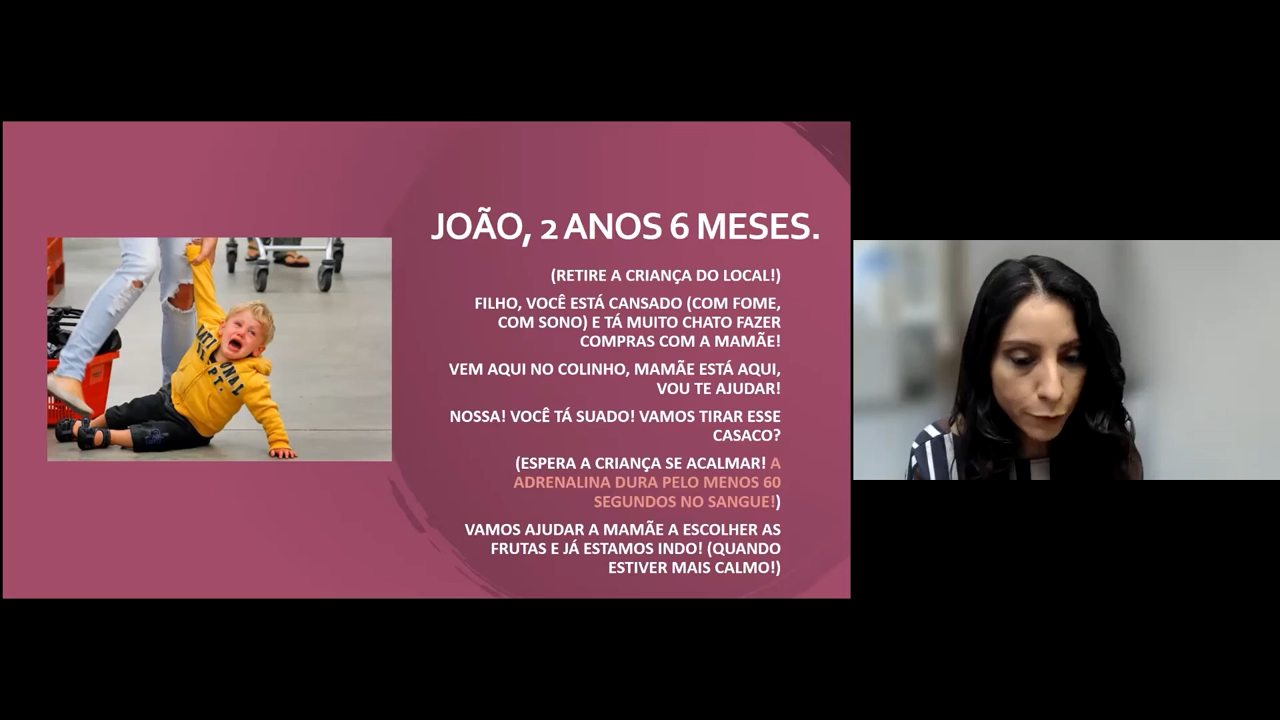 JOÃO, 2 ANOS 6 MESES.
(RETIRE A CRIANÇA DO LOCAL!)
FILHO, VOCÊ ESTÁ CANSADO (COM FOME,
COM SONO) E TÁ MUITO CHATO FAZER
COMPRAS COM A MAMÃE!
VEM AQUI NO COLINHO, MAMÃE ESTÁ AQUI,
VOU TE AJUDAR!
NOSSA! VOCÊ TÁ SUADO! VAMOS TIRAR ESSE
CASACO?
(ESPERA A CRIANÇA SE ACALMAR! A
ADRENALINA DURA PELO MENOS 60
SEGUNDOS NO SANGUE!)
VAMOS AJUDAR A MAMÃE A ESCOLHER AS
FRUTAS E JÁ ESTAMOS INDO! (QUANDO
ESTIVER MAIS CALMO!)